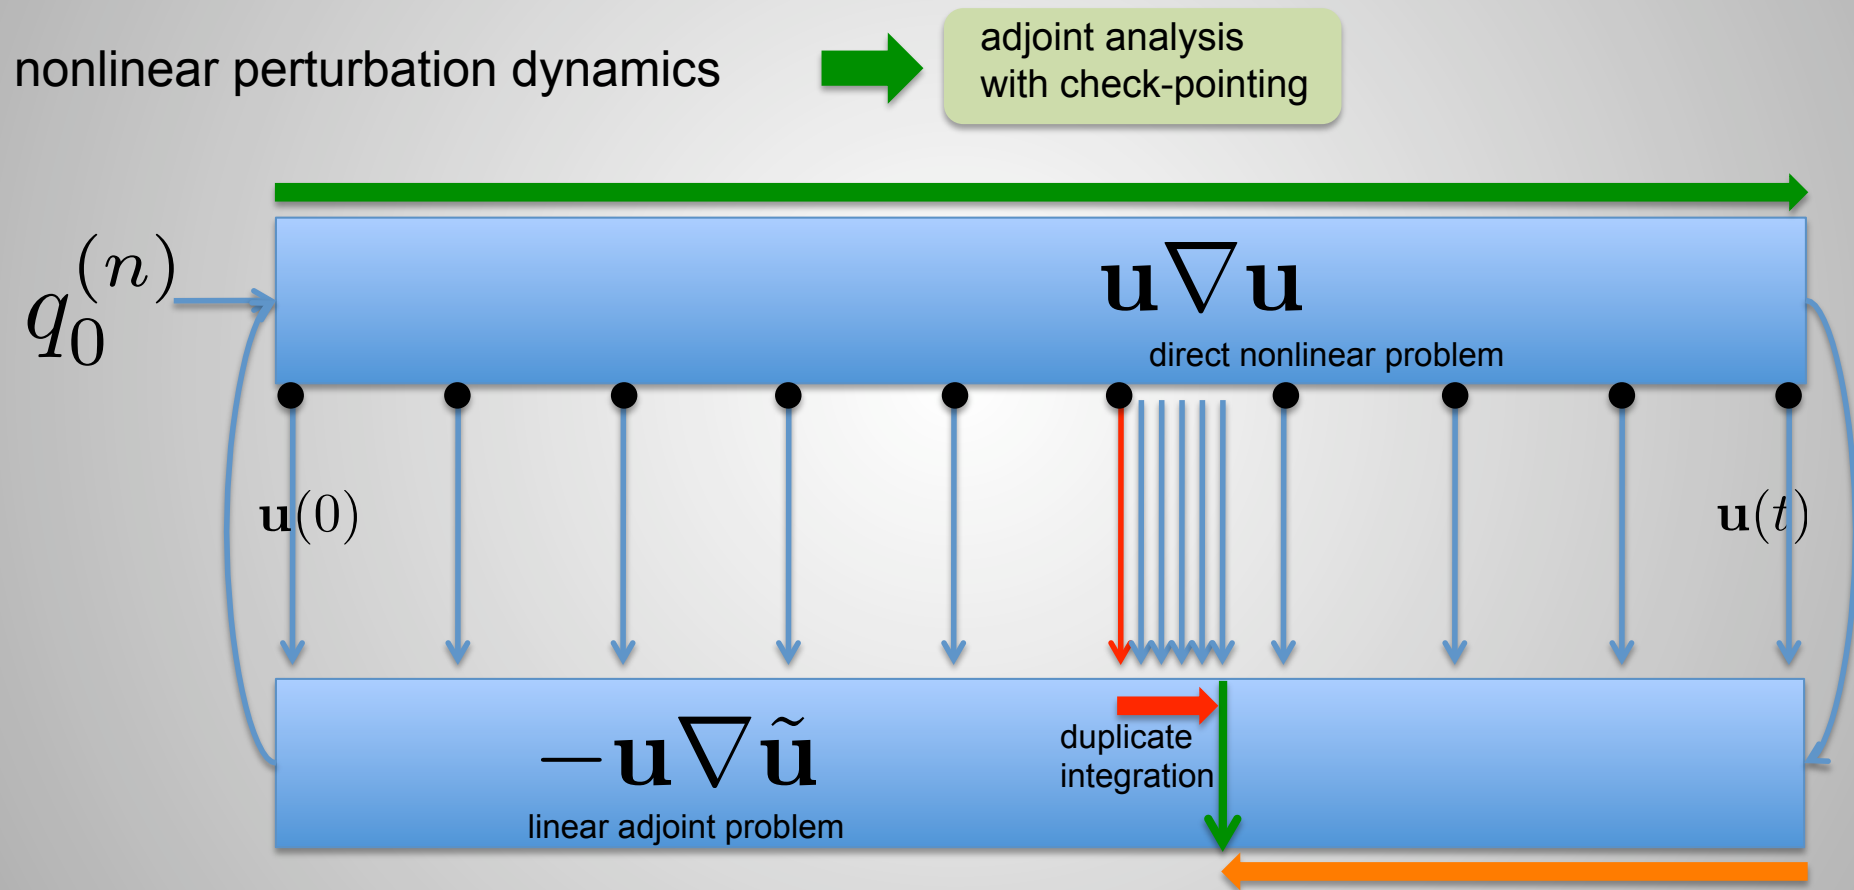 nonlinear perturbation dynamics
adjoint analysis
with check-pointing
q_0^{(n)}
u∇u
direct nonlinear problem
u(0)
u(t)
duplicate
integration
−u∇ũ
linear adjoint problem